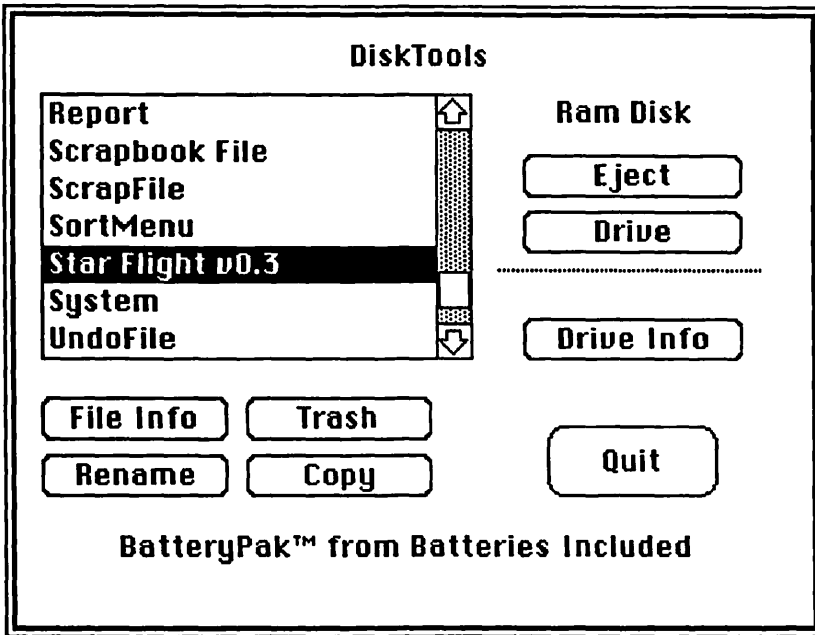 DiskTools
Report
Scrapbook File
ScrapFile
SortMenu
Star Flight v0.3
System
UndoFile
Ram Disk
Eject
Drive
Drive Info
File Info
Trash
Rename
Copy
Quit
BatteryPak™ from Batteries Included